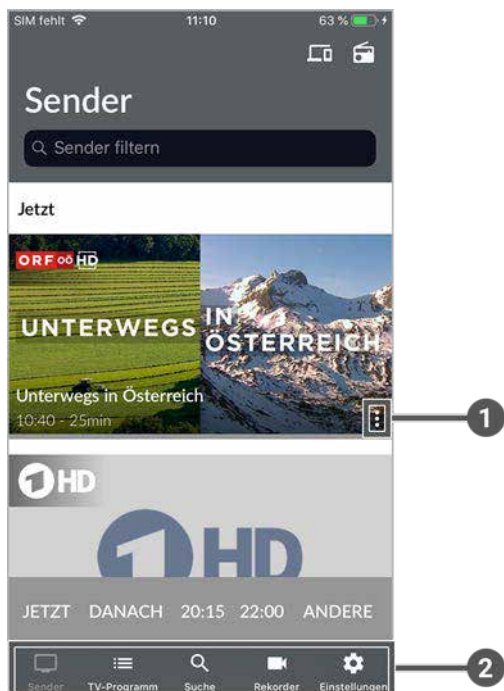 SIM fehlt 11:10 63 %
Sender
Sender filtern
Jetzt
ORF oö HD
UNTERWEGS IN ÖSTERREICH
Unterwegs in Österreich
10:40 - 25min
1
1 HD
1 HD
JETZT DANACH 20:15 22:00 ANDERE
Sender TV-Programm Suche Rekorder Einstellungen
2